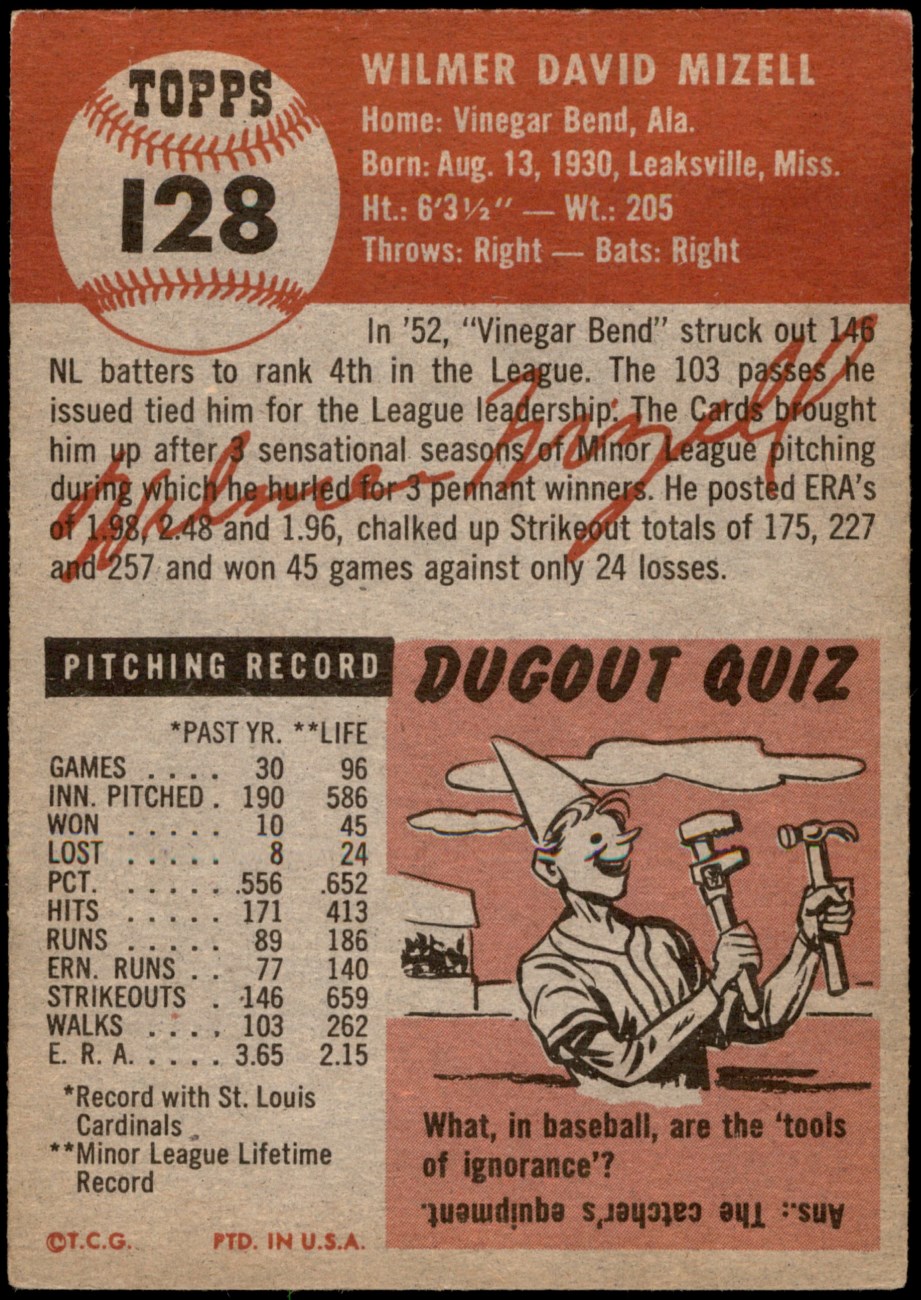 TOPPS
128
WILMER DAVID MIZELL
Home: Vinegar Bend, Ala.
Born: Aug. 13, 1930, Leaksville, Miss.
Ht.: 6'3½" — Wt.: 205
Throws: Right — Bats: Right
In '52, "Vinegar Bend" struck out 146
NL batters to rank 4th in the League. The 103 passes he
issued tied him for the League leadership. The Cards brought
him up after 3 sensational seasons of Minor League pitching
during which he hurled for 3 pennant winners. He posted ERA's
of 1.98, 2.48 and 1.96, chalked up Strikeout totals of 175, 227
and 257 and won 45 games against only 24 losses.
Wilmer Mizell
PITCHING RECORD
*PAST YR. **LIFE
GAMES . . . . 30 96
INN. PITCHED . 190 586
WON . . . . . 10 45
LOST . . . . . 8 24
PCT. . . . . . .556 .652
HITS . . . . . 171 413
RUNS . . . . . 89 186
ERN. RUNS . . 77 140
STRIKEOUTS . 146 659
WALKS . . . . 103 262
E. R. A. . . . . 3.65 2.15
*Record with St. Louis
Cardinals
**Minor League Lifetime
Record
©T.C.G. PTD. IN U.S.A.
DUGOUT QUIZ
What, in baseball, are the 'tools
of ignorance'?
Ans.: The catcher's equipment.